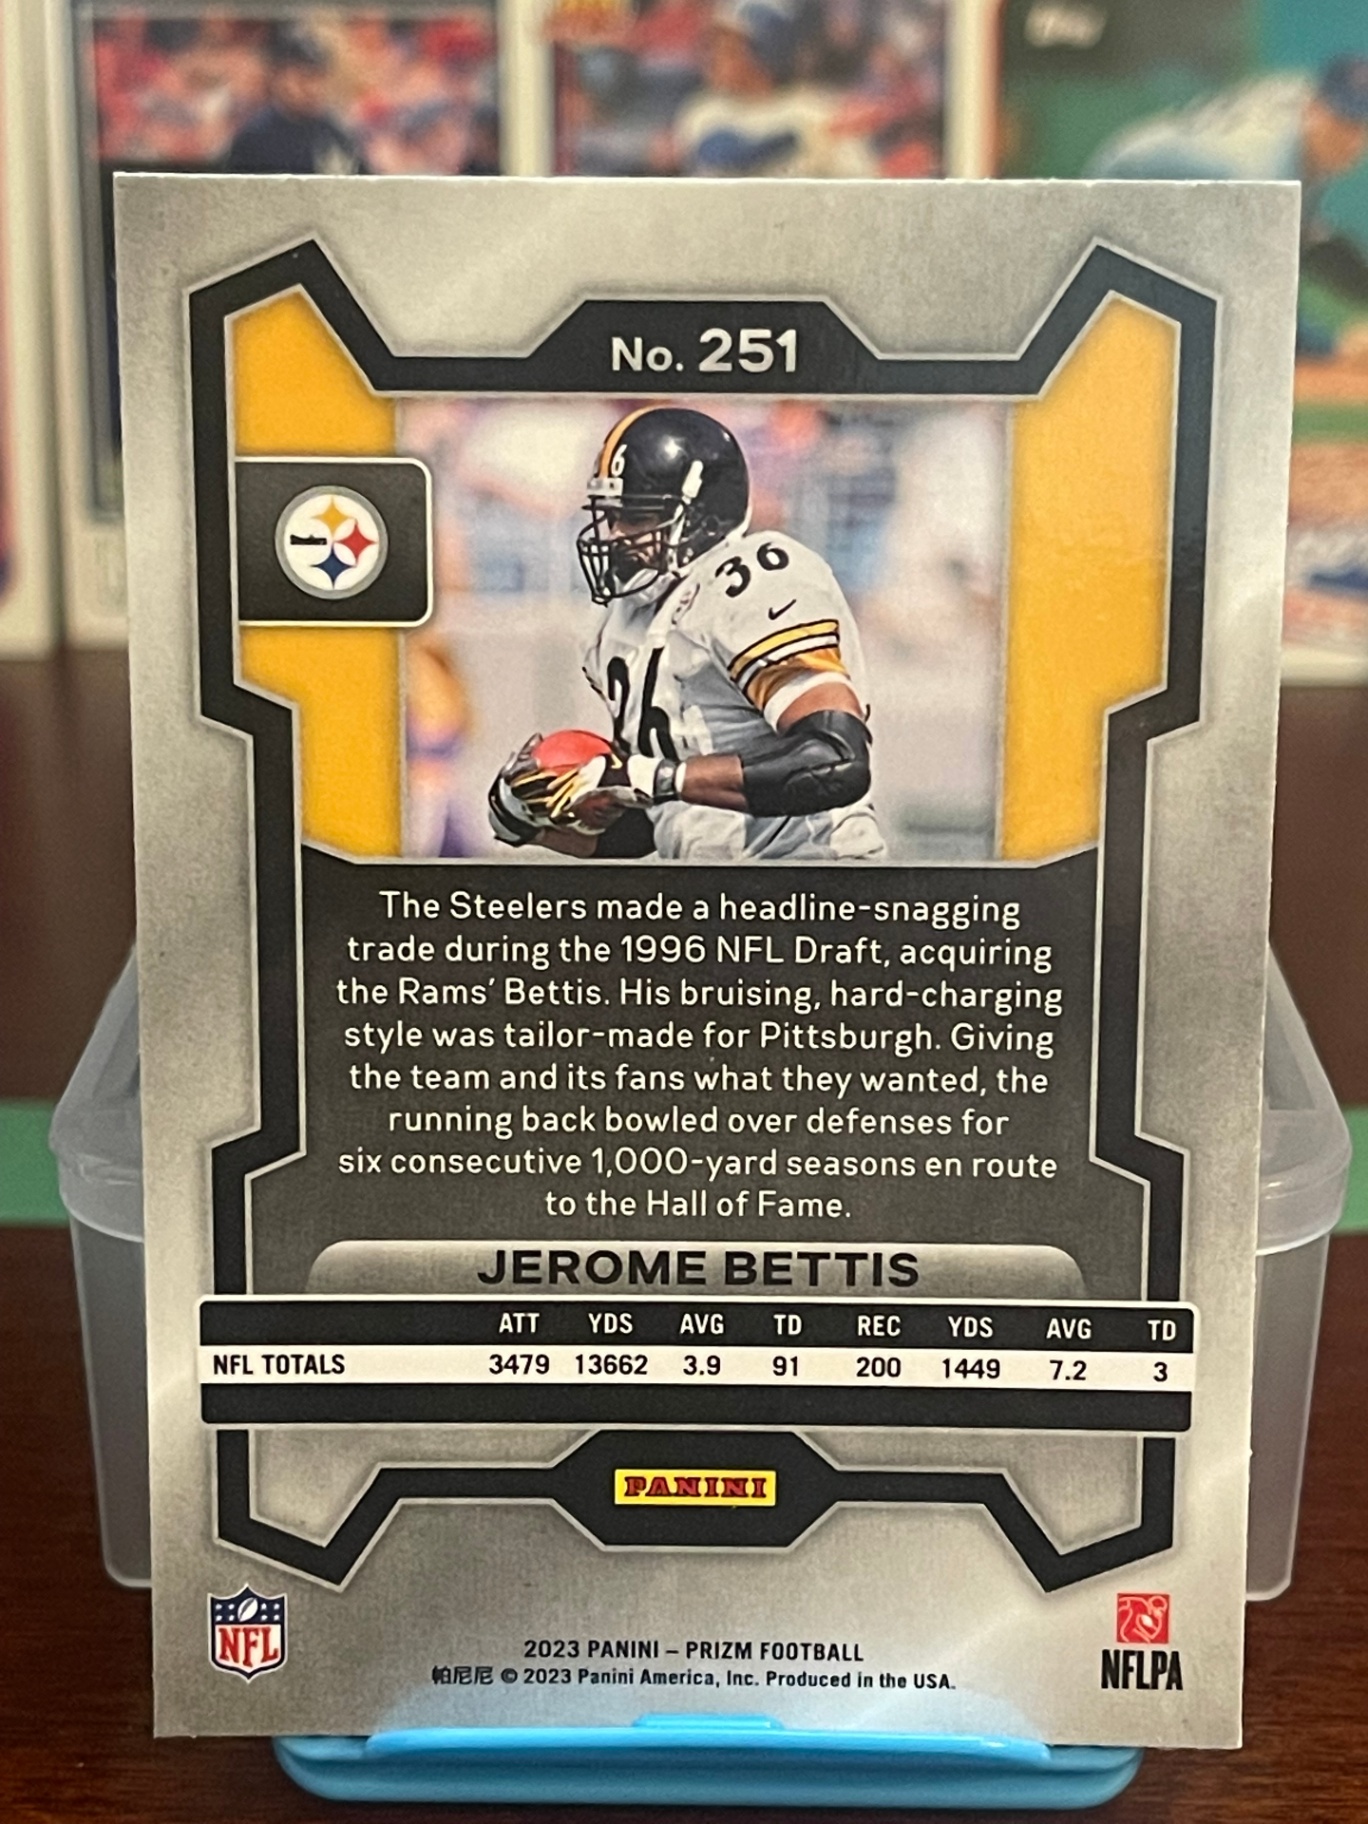 No. 251
6
36
36
The Steelers made a headline-snagging
trade during the 1996 NFL Draft, acquiring
the Rams' Bettis. His bruising, hard-charging
style was tailor-made for Pittsburgh. Giving
the team and its fans what they wanted, the
running back bowled over defenses for
six consecutive 1,000-yard seasons en route
to the Hall of Fame.
JEROME BETTIS
ATT YDS AVG TD REC YDS AVG TD
NFL TOTALS 3479 13662 3.9 91 200 1449 7.2 3
PANINI
NFL
2023 PANINI – PRIZM FOOTBALL
帕尼尼 © 2023 Panini America, Inc. Produced in the USA.
NFLPA